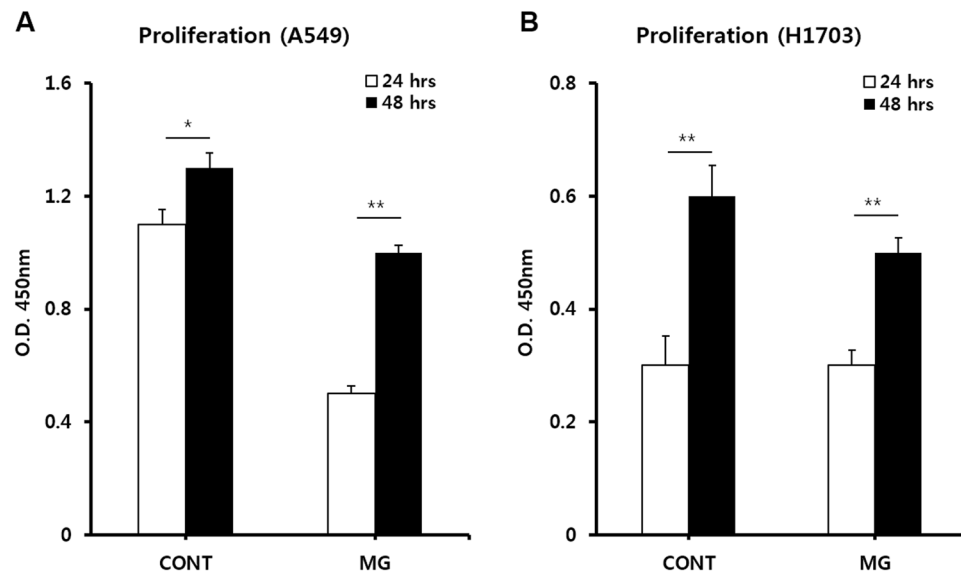 A
Proliferation (A549)
24 hrs
48 hrs
O.D. 450nm
1.6
1.2
0.8
0.4
0
*
**
CONT
MG
B
Proliferation (H1703)
24 hrs
48 hrs
O.D. 450nm
0.8
0.6
0.4
0.2
0
**
**
CONT
MG